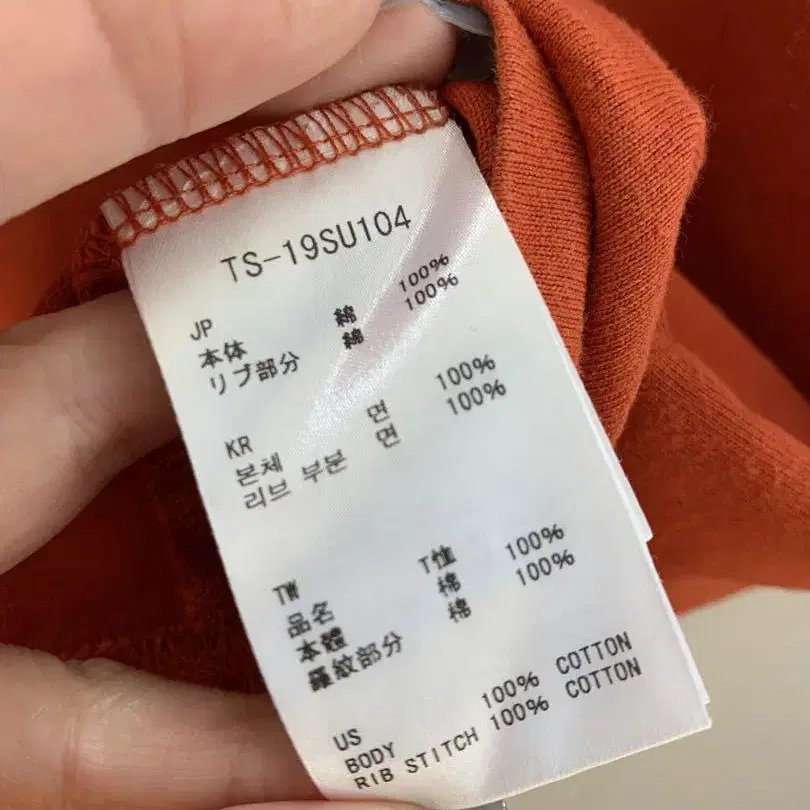 TS-19SU104
JP
本体 綿 100%
リブ部分 綿 100%
KR
본체 면 100%
리브 부분 면 100%
TW
品名 T恤
本體 棉 100%
羅紋部分 棉 100%
US
BODY 100% COTTON
RIB STITCH 100% COTTON